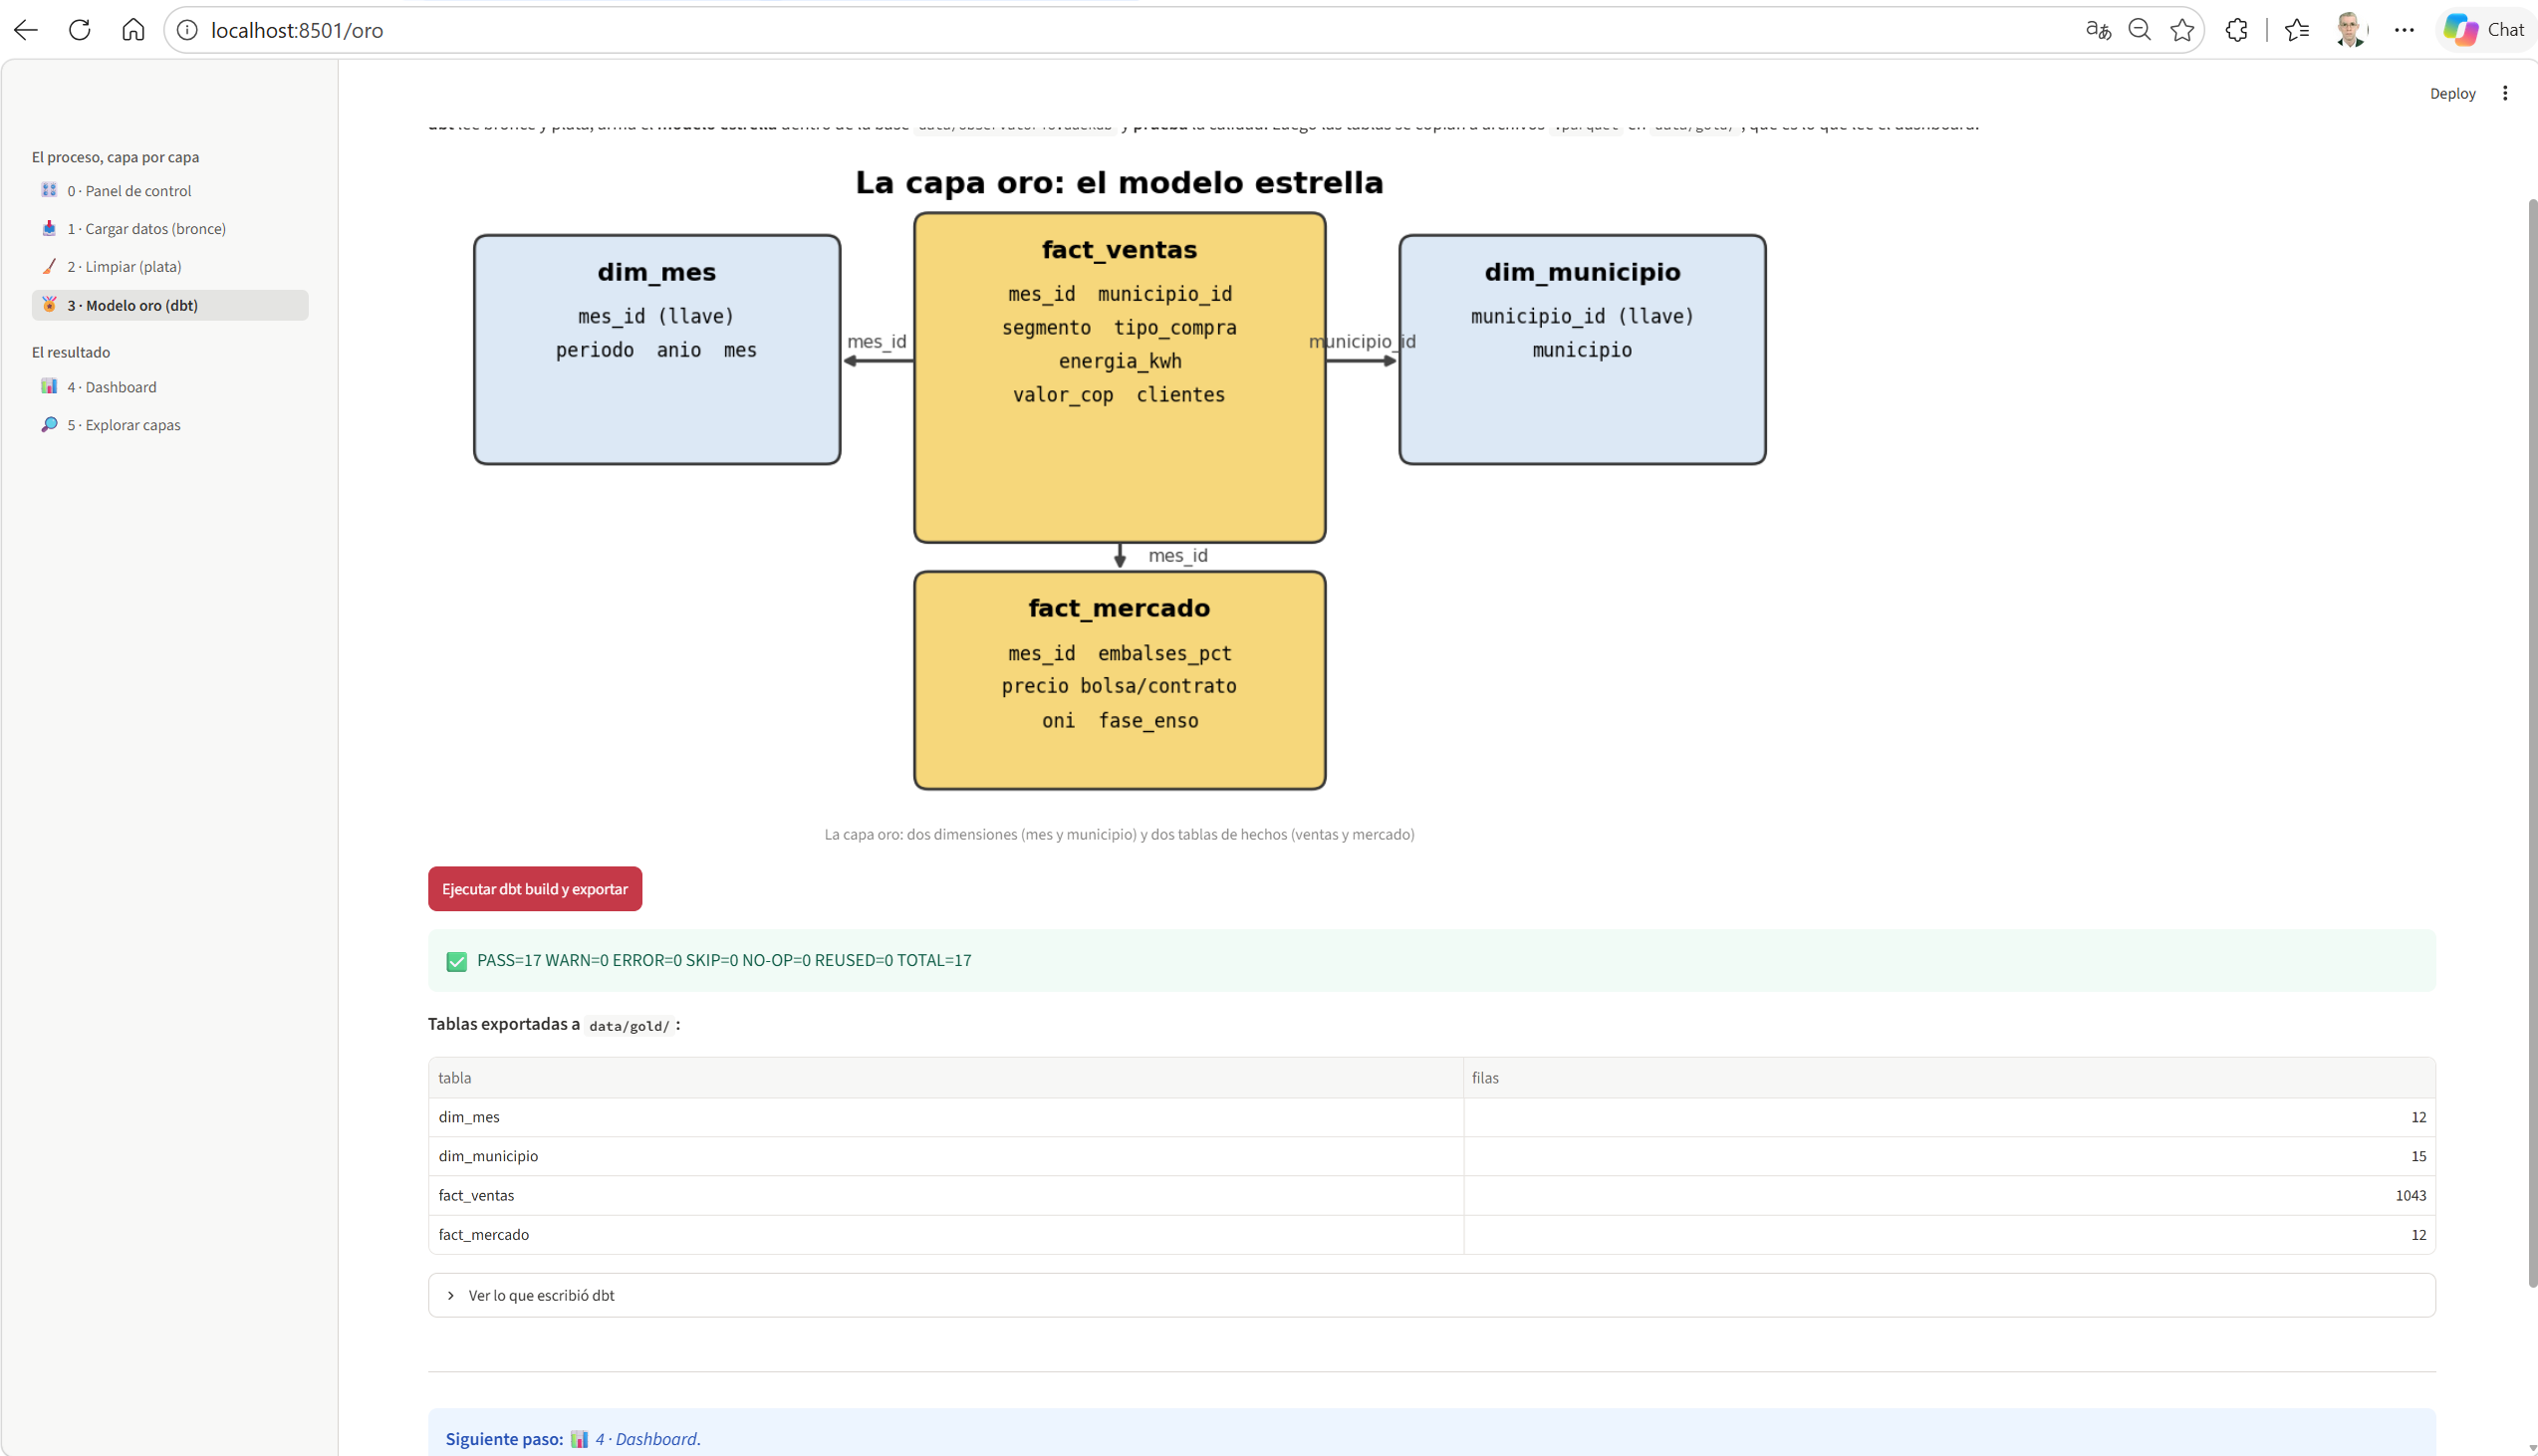 localhost:8501/oro
Chat
Deploy
El proceso, capa por capa
0 · Panel de control
1 · Cargar datos (bronce)
2 · Limpiar (plata)
3 · Modelo oro (dbt)
El resultado
4 · Dashboard
5 · Explorar capas
La capa oro: el modelo estrella
dim_mes
mes_id (llave)
periodo anio mes
mes_id
fact_ventas
mes_id municipio_id
segmento tipo_compra
energia_kwh
valor_cop clientes
municipio_id
dim_municipio
municipio_id (llave)
municipio
mes_id
fact_mercado
mes_id embalses_pct
precio bolsa/contrato
oni fase_enso
La capa oro: dos dimensiones (mes y municipio) y dos tablas de hechos (ventas y mercado)
Ejecutar dbt build y exportar
PASS=17 WARN=0 ERROR=0 SKIP=0 NO-OP=0 REUSED=0 TOTAL=17
Tablas exportadas a data/gold/ :
tabla filas
dim_mes 12
dim_municipio 15
fact_ventas 1043
fact_mercado 12
Ver lo que escribió dbt
Siguiente paso: 4 · Dashboard.